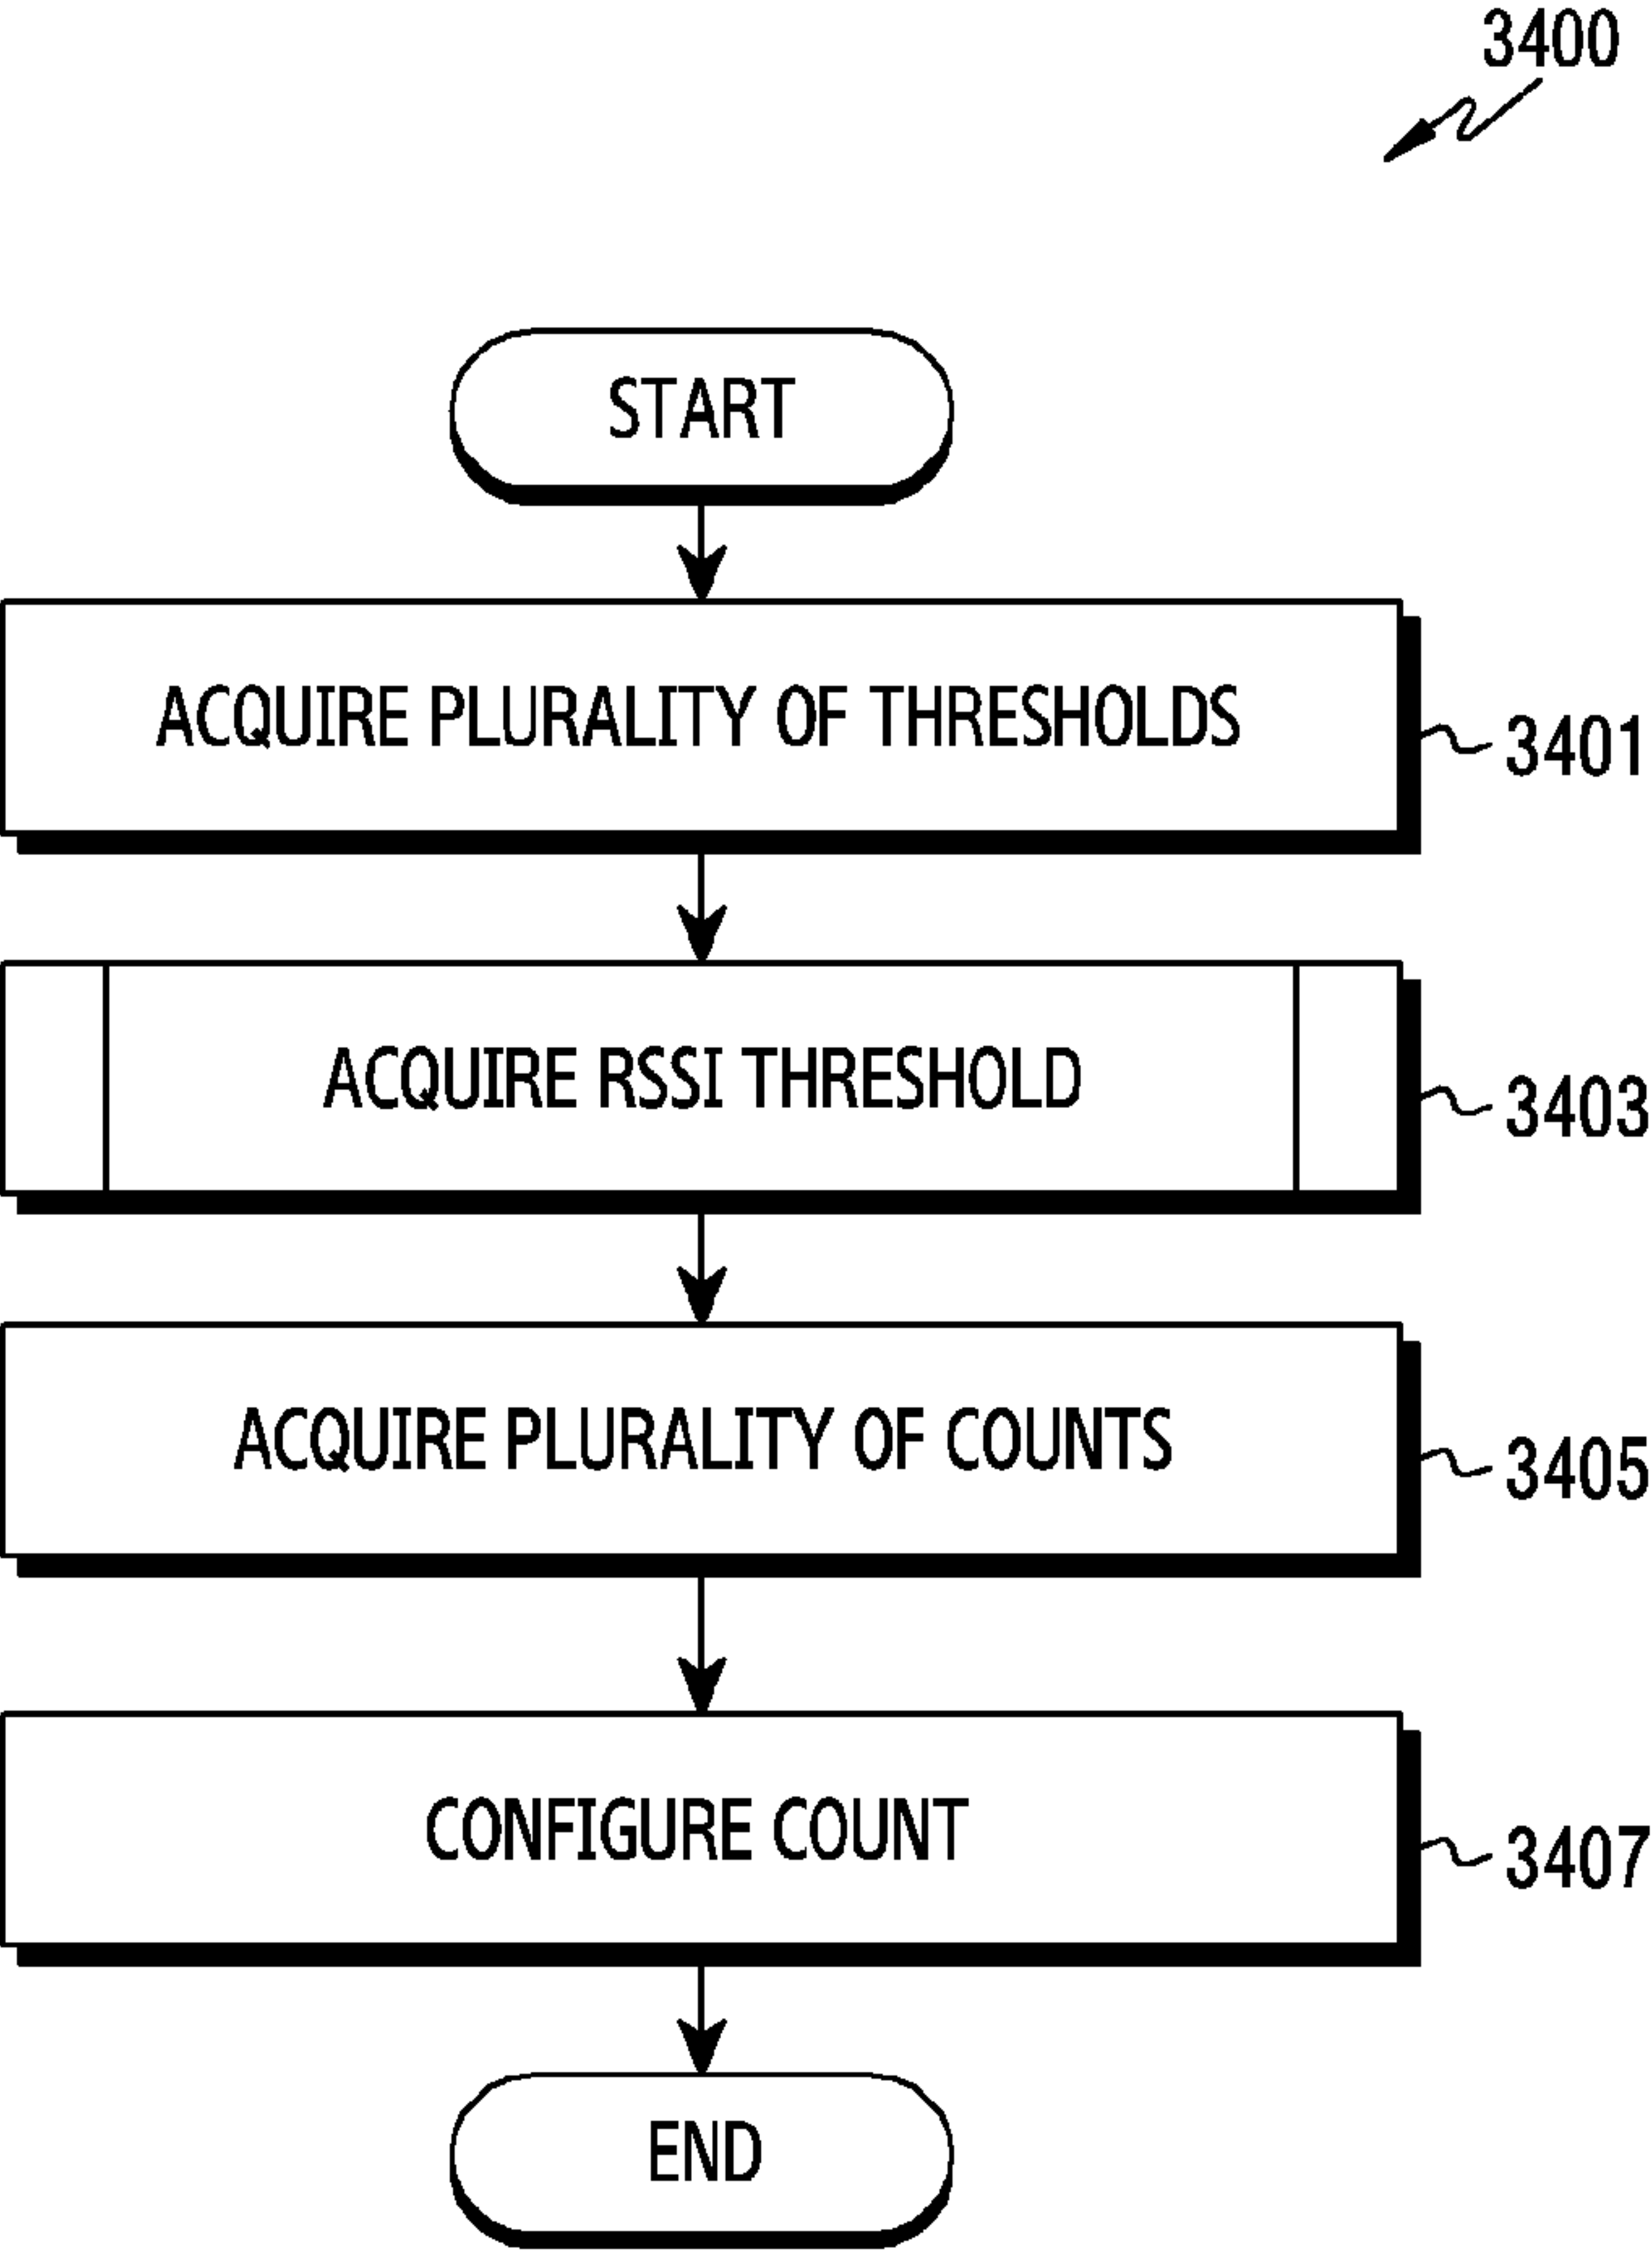 3400
START
ACQUIRE PLURALITY OF THRESHOLDS
3401
ACQUIRE RSSI THRESHOLD
3403
ACQUIRE PLURALITY OF COUNTS
3405
CONFIGURE COUNT
3407
END